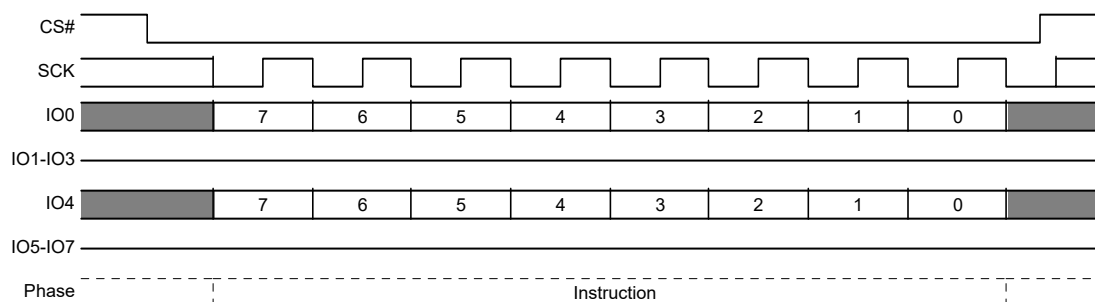 CS#
SCK
IO0 7 6 5 4 3 2 1 0
IO1-IO3
IO4 7 6 5 4 3 2 1 0
IO5-IO7
Phase Instruction